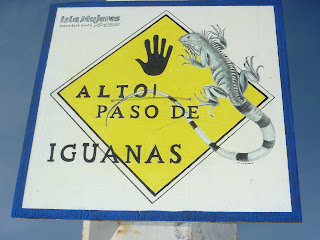 Isla Mujeres
ALTO!
PASO DE
IGUANAS